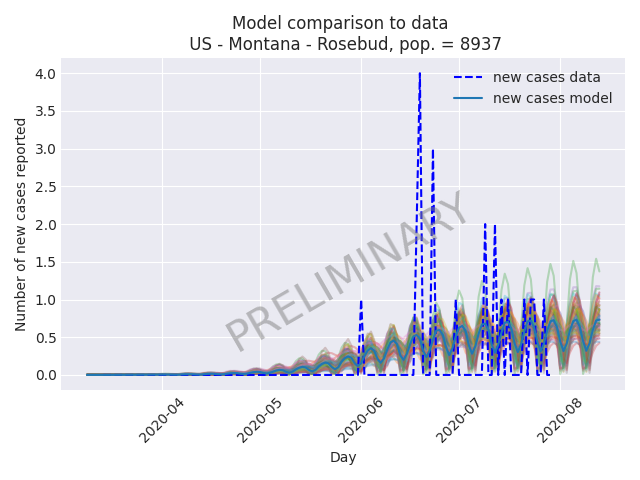 Model comparison to data
US - Montana - Rosebud, pop. = 8937
Number of new cases reported
4.0
3.5
3.0
2.5
2.0
1.5
1.0
0.5
0.0
new cases data
new cases model
PRELIMINARY
2020-04
2020-05
2020-06
2020-07
2020-08
Day